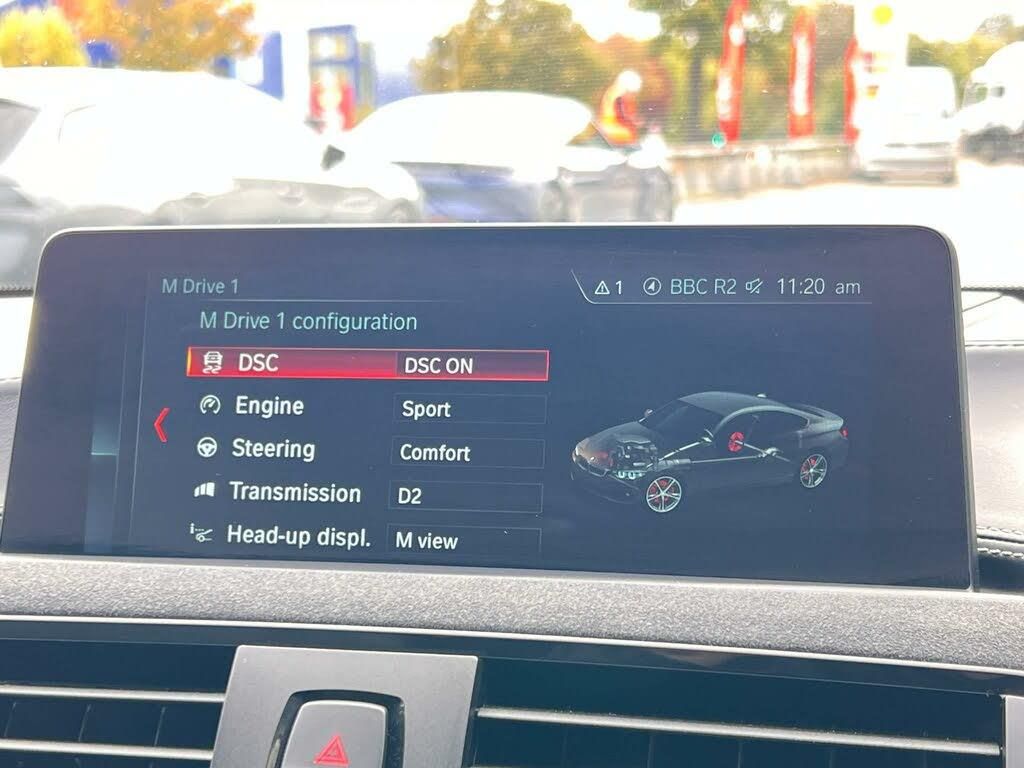 M Drive 1
1 BBC R2 11:20 am
M Drive 1 configuration
DSC DSC ON
Engine Sport
Steering Comfort
Transmission D2
Head-up displ. M view